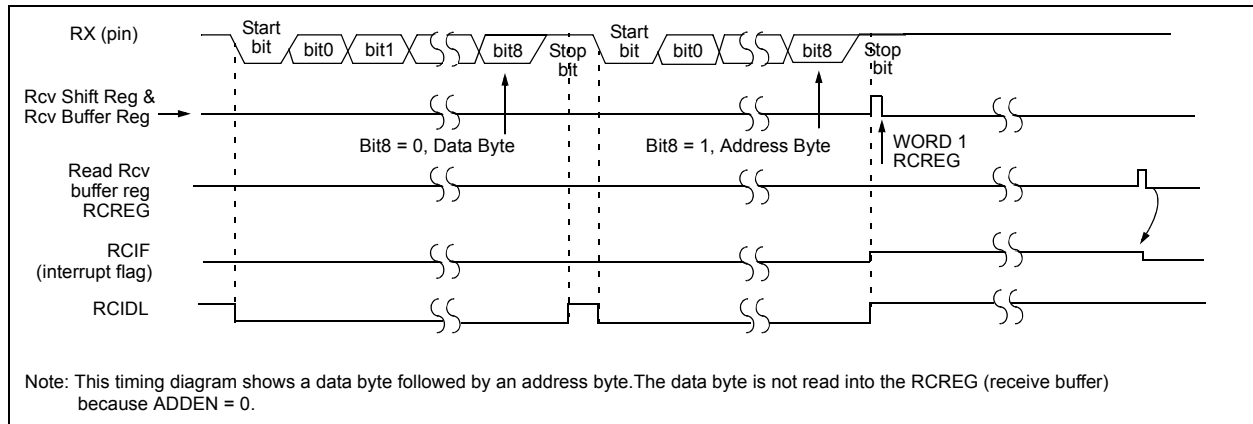 RX (pin)
Start
bit
bit0
bit1
bit8
Stop
bit
Start
bit
bit0
bit8
Stop
bit
Rcv Shift Reg &
Rcv Buffer Reg
Bit8 = 0, Data Byte
Bit8 = 1, Address Byte
WORD 1
RCREG
Read Rcv
buffer reg
RCREG
RCIF
(interrupt flag)
RCIDL
Note: This timing diagram shows a data byte followed by an address byte.The data byte is not read into the RCREG (receive buffer)
because ADDEN = 0.